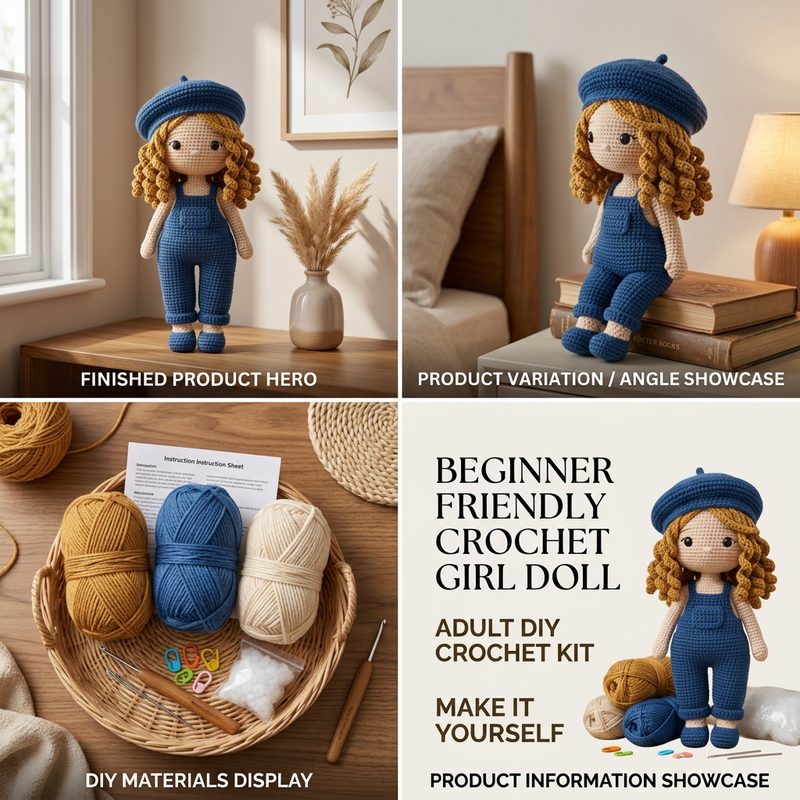 FINISHED PRODUCT HERO
PRODUCT VARIATION / ANGLE SHOWCASE
Instruction Instruction Sheet
DIY MATERIALS DISPLAY
BEGINNER
FRIENDLY
CROCHET
GIRL DOLL
ADULT DIY
CROCHET KIT
MAKE IT
YOURSELF
PRODUCT INFORMATION SHOWCASE